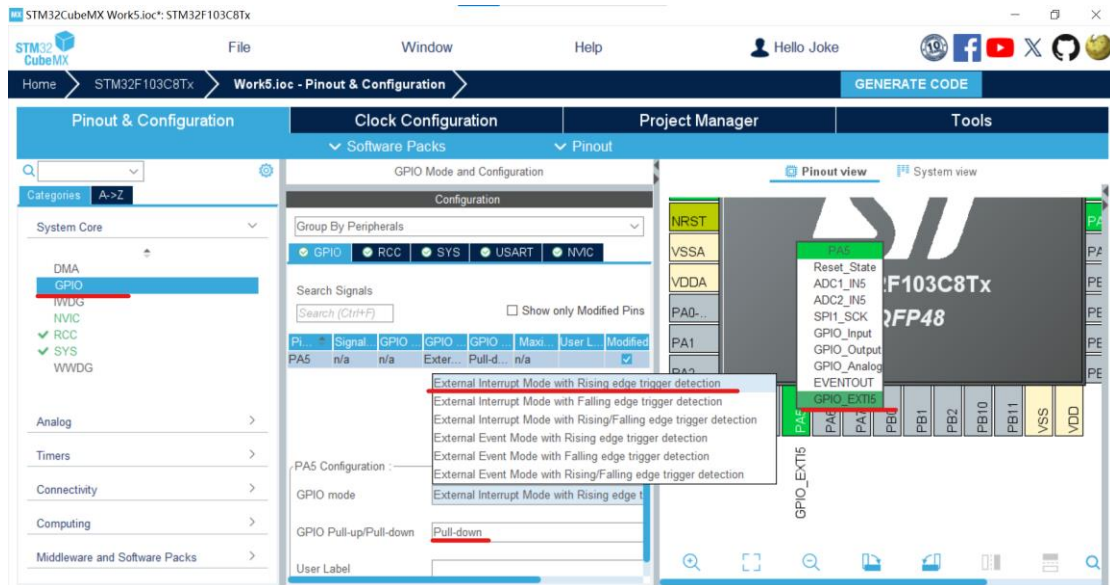 MX STM32CubeMX Work5.ioc*: STM32F103C8Tx
STM32 CubeMX
File Window Help Hello Joke
19
Home STM32F103C8Tx Work5.ioc - Pinout & Configuration GENERATE CODE
Pinout & Configuration Clock Configuration Project Manager Tools
Software Packs Pinout
GPIO Mode and Configuration
Pinout view System view
Categories A->Z
Configuration
System Core
Group By Peripherals
GPIO RCC SYS USART NVIC
DMA
GPIO
IWDG
NVIC
RCC
SYS
WWDG
Search Signals
Search (Ctrl+F) Show only Modified Pins
Pi... Signal... GPIO ... GPIO ... GPIO ... Maxi... User L... Modified
PA5 n/a n/a Exter... Pull-d... n/a
External Interrupt Mode with Rising edge trigger detection
External Interrupt Mode with Falling edge trigger detection
External Interrupt Mode with Rising/Falling edge trigger detection
External Event Mode with Rising edge trigger detection
External Event Mode with Falling edge trigger detection
External Event Mode with Rising/Falling edge trigger detection
PA5 Configuration :
GPIO mode External Interrupt Mode with Rising edge t
GPIO Pull-up/Pull-down Pull-down
User Label
Analog
Timers
Connectivity
Computing
Middleware and Software Packs
NRST
VSSA
VDDA
PA0-..
PA1
PA2
PA5
Reset_State
ADC1_IN5
ADC2_IN5
SPI1_SCK
GPIO_Input
GPIO_Output
GPIO_Analog
EVENTOUT
GPIO_EXTI5
F103C8Tx
QFP48
PA5 PA6 PA7 PB0 PB1 PB2 PB10 PB11 VSS VDD
GPIO_EXTI5